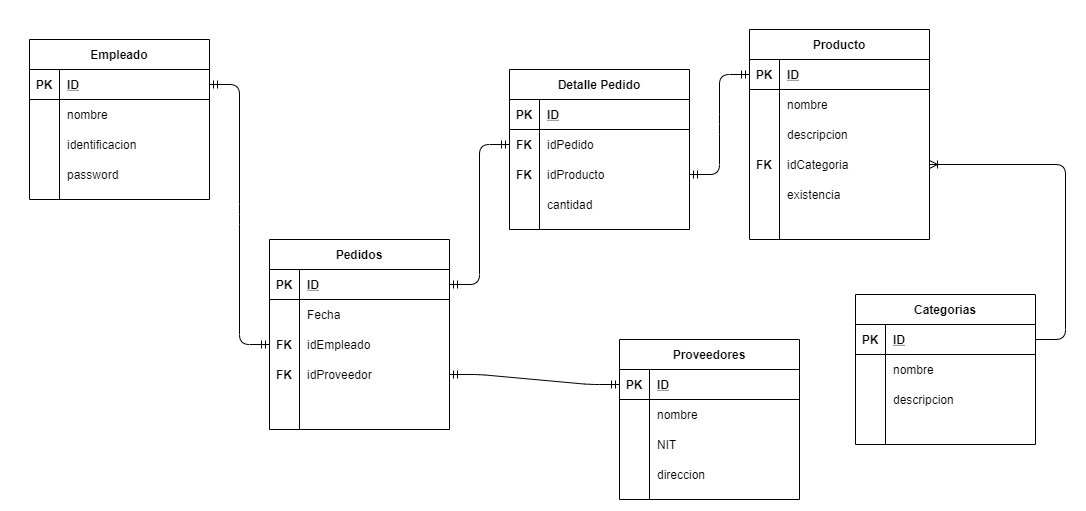 Empleado
PK ID
nombre
identificacion
password
Pedidos
PK ID
Fecha
FK idEmpleado
FK idProveedor
Detalle Pedido
PK ID
FK idPedido
FK idProducto
cantidad
Producto
PK ID
nombre
descripcion
FK idCategoria
existencia
Proveedores
PK ID
nombre
NIT
direccion
Categorias
PK ID
nombre
descripcion